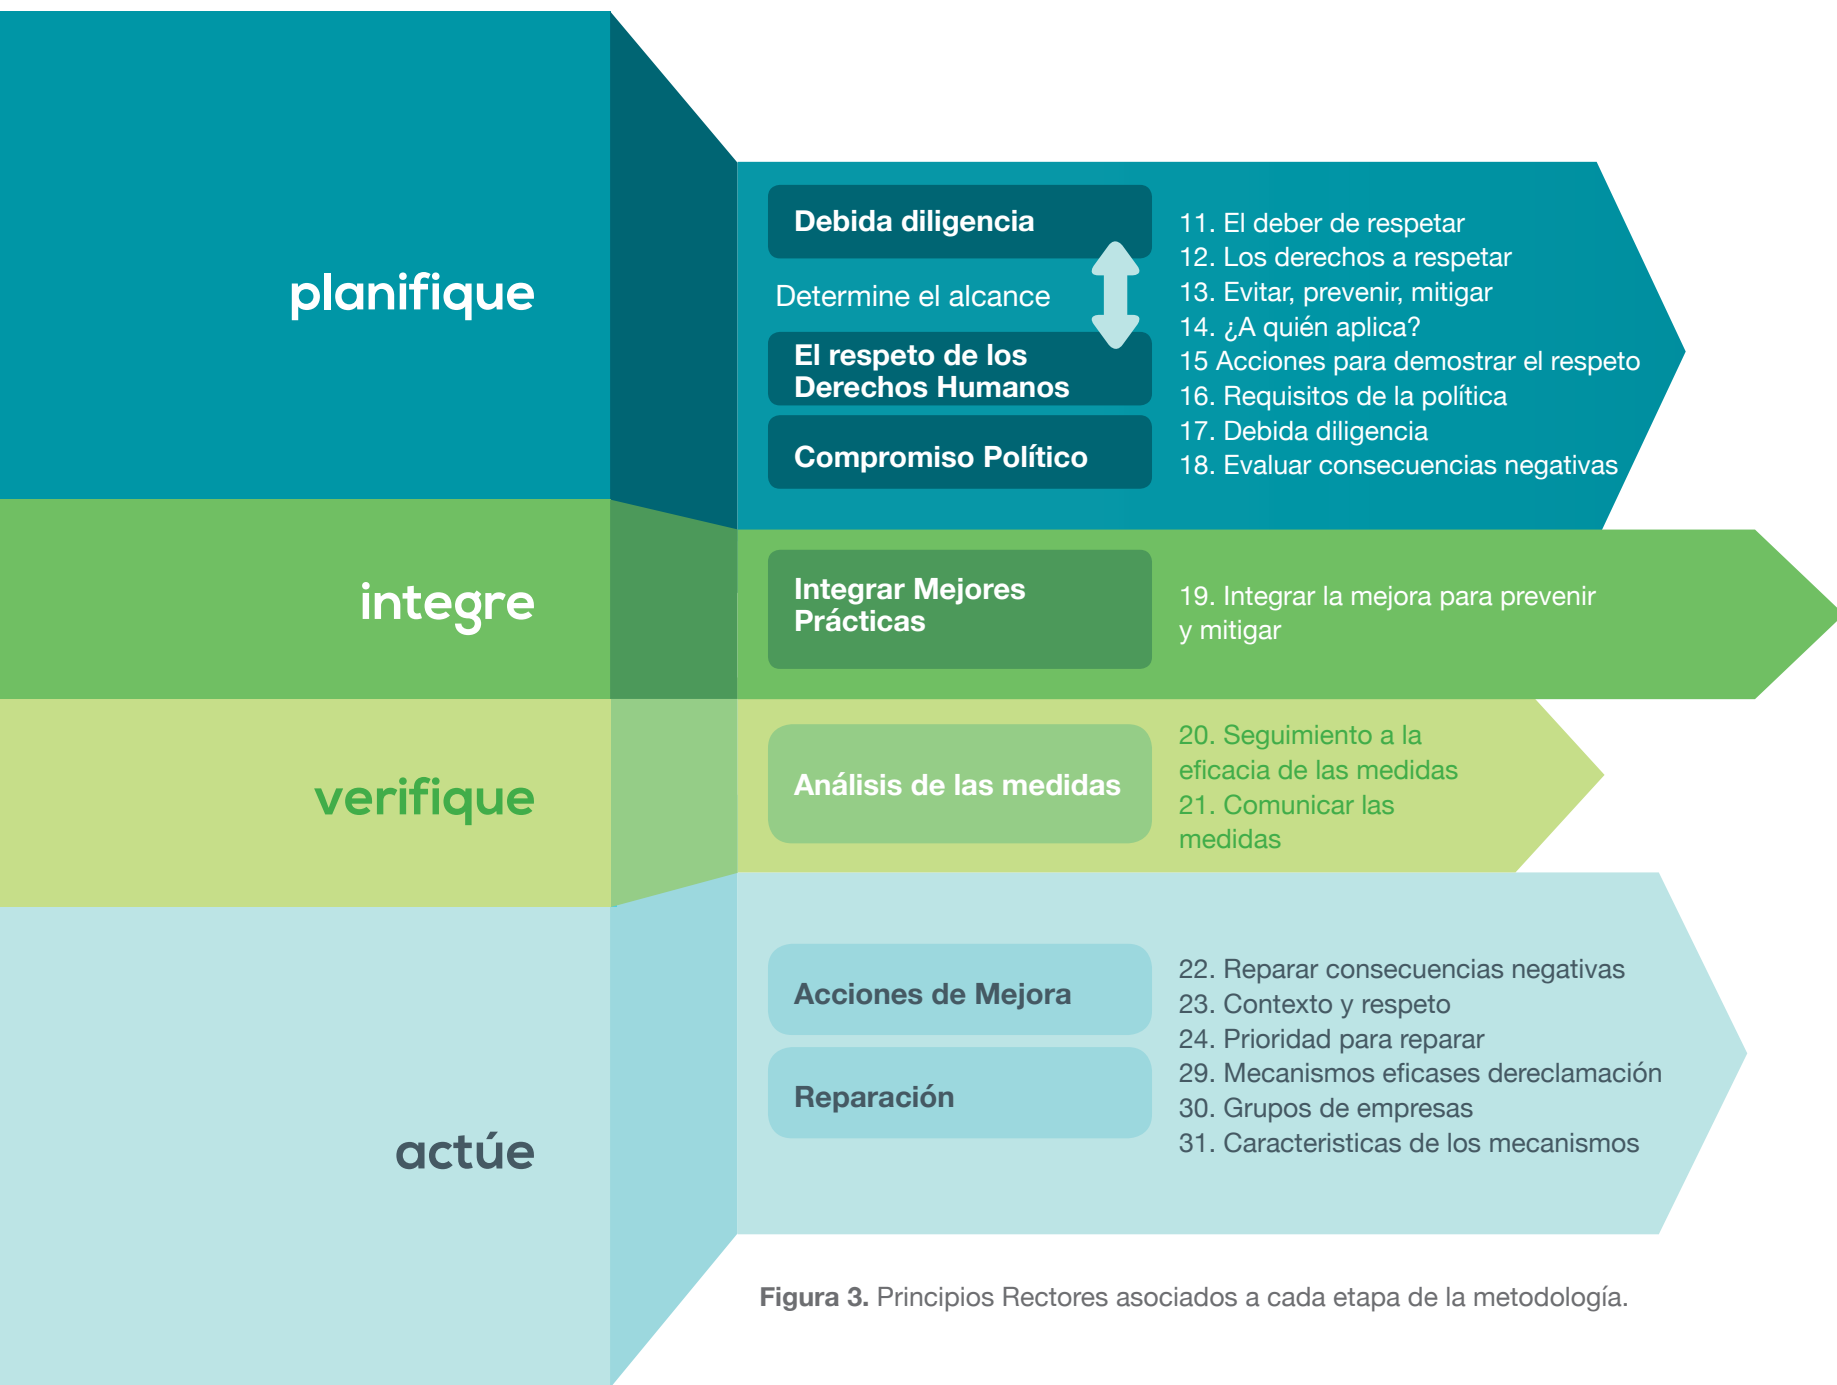 planifique
Debida diligencia
Determine el alcance
El respeto de los
Derechos Humanos
Compromiso Político
11. El deber de respetar
12. Los derechos a respetar
13. Evitar, prevenir, mitigar
14. ¿A quién aplica?
15 Acciones para demostrar el respeto
16. Requisitos de la política
17. Debida diligencia
18. Evaluar consecuencias negativas
integre
Integrar Mejores
Prácticas
19. Integrar la mejora para prevenir
y mitigar
verifique
Análisis de las medidas
20. Seguimiento a la
eficacia de las medidas
21. Comunicar las
medidas
actúe
Acciones de Mejora
Reparación
22. Reparar consecuencias negativas
23. Contexto y respeto
24. Prioridad para reparar
29. Mecanismos eficases dereclamación
30. Grupos de empresas
31. Caracteristicas de los mecanismos
Figura 3. Principios Rectores asociados a cada etapa de la metodología.